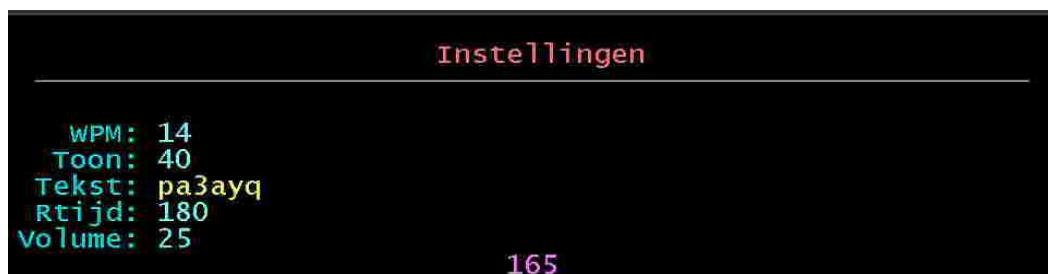 Instellingen
WPM: 14
Toon: 40
Tekst: pa3ayq
Rtijd: 180
Volume: 25
165